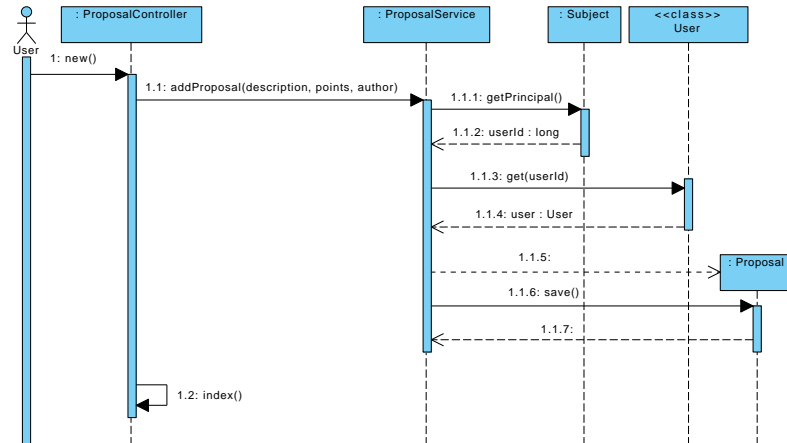 : ProposalController
: ProposalService
: Subject
<<class>>
User
User
1: new()
1.1: addProposal(description, points, author)
1.1.1: getPrincipal()
1.1.2: userId : long
1.1.3: get(userId)
1.1.4: user : User
1.1.5:
: Proposal
1.1.6: save()
1.1.7:
1.2: index()